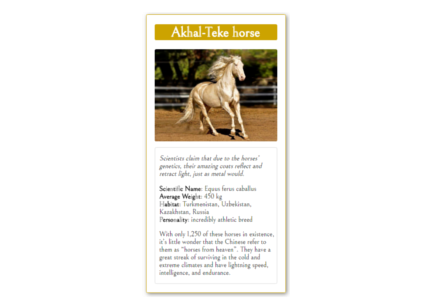 Akhal-Teke horse
Scientists claim that due to the horses'
genetics, their amazing coats reflect and
retract light, just as metal would.
Scientific Name: Equus ferus caballus
Average Weight: 450 kg
Habitat: Turkmenistan, Uzbekistan,
Kazakhstan, Russia
Personality: incredibly athletic breed
With only 1,250 of these horses in existence,
it's little wonder that the Chinese refer to
them as "horses from heaven". They have a
great streak of surviving in the cold and
extreme climates and have lightning speed,
intelligence, and endurance.